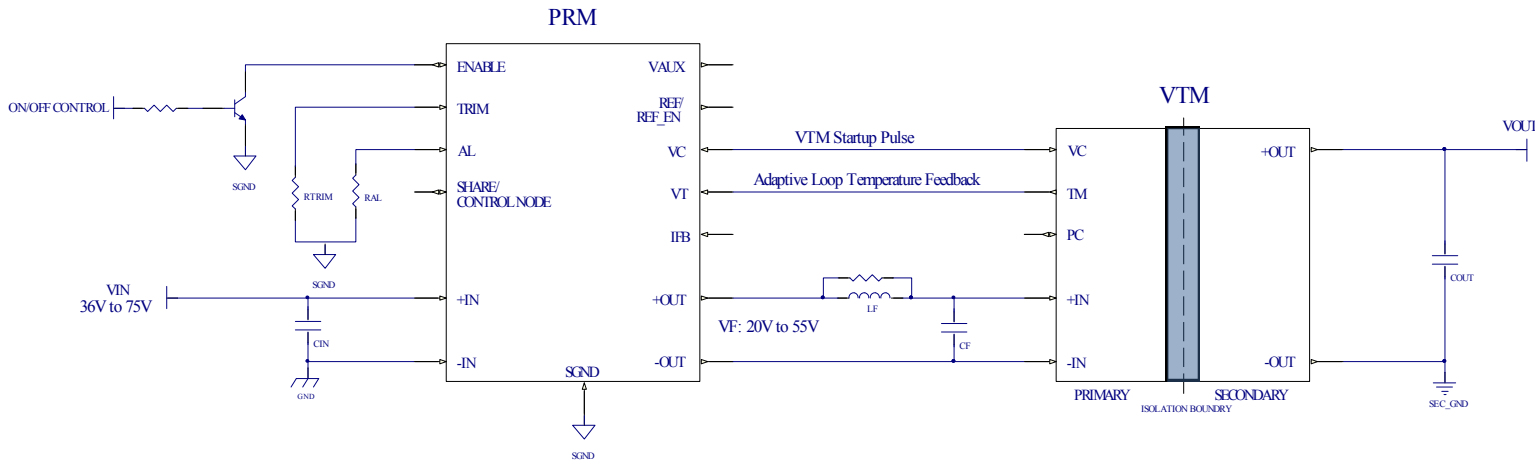 PRM
ENABLE
VAUX
ON/OFF CONTROL
TRIM
REF/
REF_EN
VTM
VOUT
AL
VTM Startup Pulse
VC
VC
+OUT
SGND
SHARE/
CONTROL NODE
Adaptive Loop Temperature Feedback
VT
TM
RTRIM
RAL
IFB
PC
COUT
SGND
VIN
36V to 75V
+IN
+OUT
LF
+IN
VF: 20V to 55V
CIN
CF
-IN
-OUT
-IN
-OUT
SGND
GND
PRIMARY
SECONDARY
ISOLATION BOUNDRY
SEC_GND
SGND